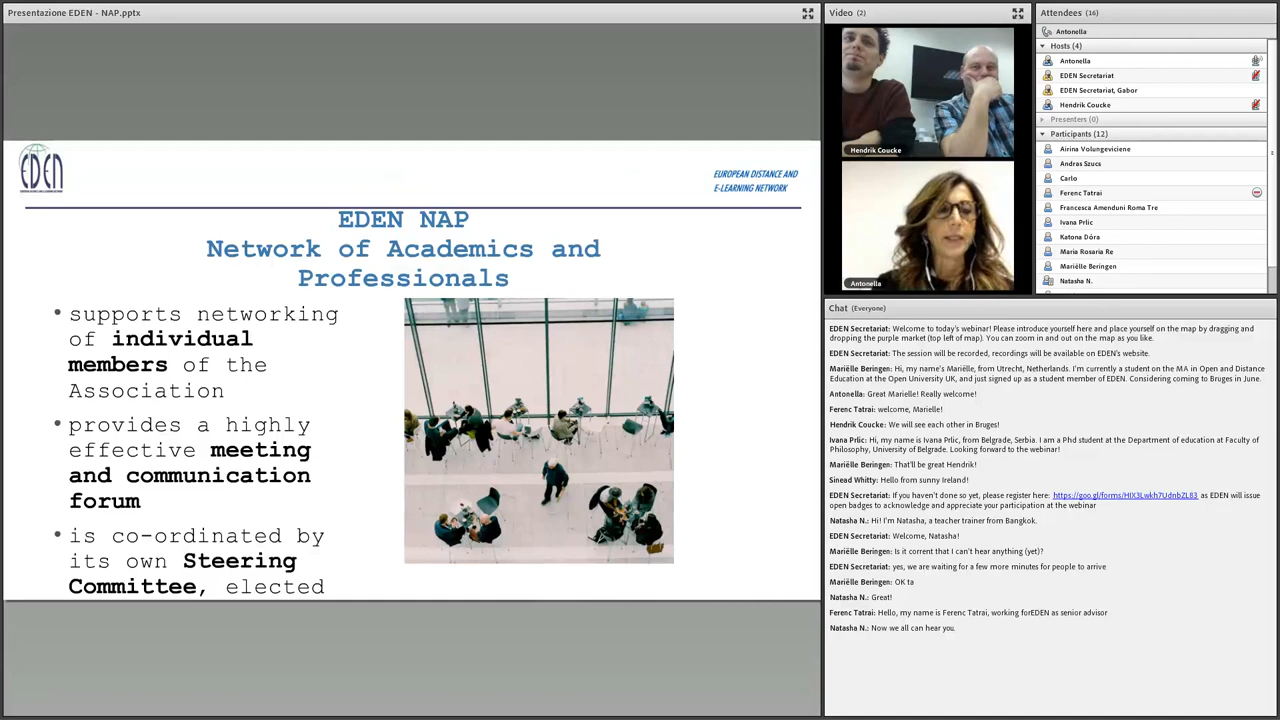 Presentazione EDEN - NAP.pptx
EDEN
EUROPEAN DISTANCE AND
E-LEARNING NETWORK
EDEN NAP
Network of Academics and
Professionals
• supports networking
of individual
members of the
Association
• provides a highly
effective meeting
and communication
forum
• is co-ordinated by
its own Steering
Committee, elected
Video (2)
Hendrik Coucke
Antonella
Attendees (16)
Antonella
Hosts (4)
Antonella
EDEN Secretariat
EDEN Secretariat, Gabor
Hendrik Coucke
Presenters (0)
Participants (12)
Airina Volungeviciene
Andras Szucs
Carlo
Ferenc Tatrai
Francesca Amenduni Roma Tre
Ivana Prlic
Katona Dóra
Maria Rosaria Re
Mariëlle Beringen
Natasha N.
Chat (Everyone)
EDEN Secretariat: Welcome to today's webinar! Please introduce yourself here and place yourself on the map by dragging and
dropping the purple market (top left of map). You can zoom in and out on the map as you like.
EDEN Secretariat: The session will be recorded, recordings will be available on EDEN's website.
Mariëlle Beringen: Hi, my name's Mariëlle, from Utrecht, Netherlands. I'm currently a student on the MA in Open and Distance
Education at the Open University UK, and just signed up as a student member of EDEN. Considering coming to Bruges in June.
Antonella: Great Marielle! Really welcome!
Ferenc Tatrai: welcome, Marielle!
Hendrik Coucke: We will see each other in Bruges!
Ivana Prlic: Hi, my name is Ivana Prlic, from Belgrade, Serbia. I am a Phd student at the Department of education at Faculty of
Philosophy, University of Belgrade. Looking forward to the webinar!
Mariëlle Beringen: That'll be great Hendrik!
Sinead Whitty: Hello from sunny Ireland!
EDEN Secretariat: If you haven't done so yet, please register here: https://goo.gl/forms/HIX3Lwkh7UdnbZL83 as EDEN will issue
open badges to acknowledge and appreciate your participation at the webinar
Natasha N.: Hi! I'm Natasha, a teacher trainer from Bangkok.
EDEN Secretariat: Welcome, Natasha!
Mariëlle Beringen: Is it corrent that I can't hear anything (yet)?
EDEN Secretariat: yes, we are waiting for a few more minutes for people to arrive
Mariëlle Beringen: OK ta
Natasha N.: Great!
Ferenc Tatrai: Hello, my name is Ferenc Tatrai, working forEDEN as senior advisor
Natasha N.: Now we all can hear you.